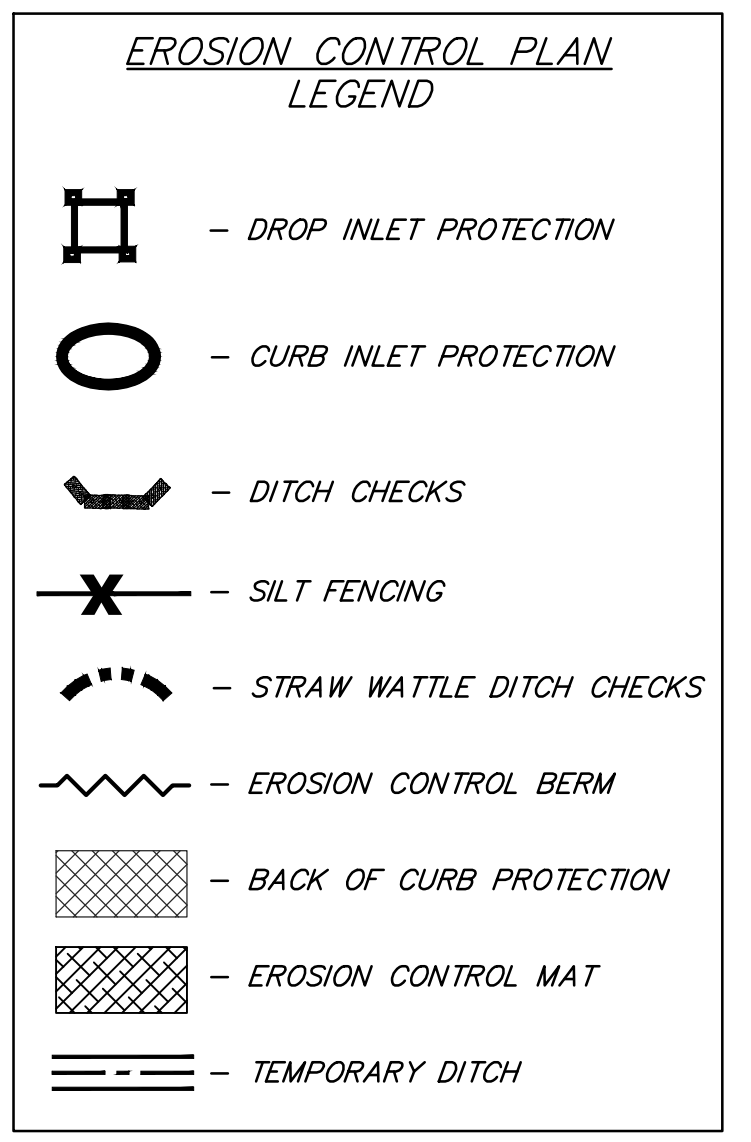 EROSION CONTROL PLAN
LEGEND
- DROP INLET PROTECTION
- CURB INLET PROTECTION
- DITCH CHECKS
- SILT FENCING
- STRAW WATTLE DITCH CHECKS
- EROSION CONTROL BERM
- BACK OF CURB PROTECTION
- EROSION CONTROL MAT
- TEMPORARY DITCH